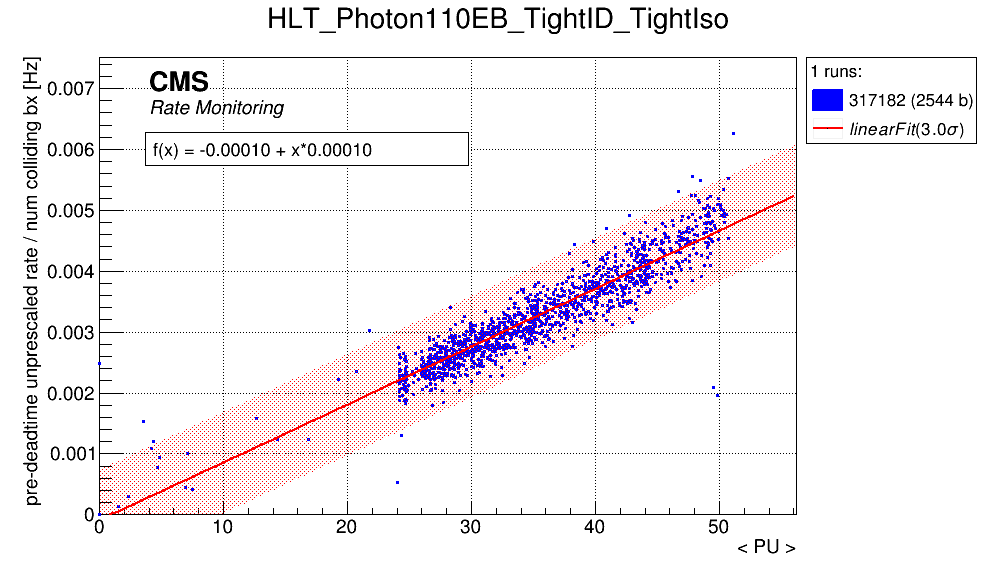 HLT_Photon110EB_TightID_TightIso
pre-deadtime unprescaled rate / num colliding bx [Hz]
0.007
0.006
0.005
0.004
0.003
0.002
0.001
0
CMS
Rate Monitoring
f(x) = -0.00010 + x*0.00010
0 10 20 30 40 50
< PU >
1 runs:
317182 (2544 b)
linearFit(3.0σ)